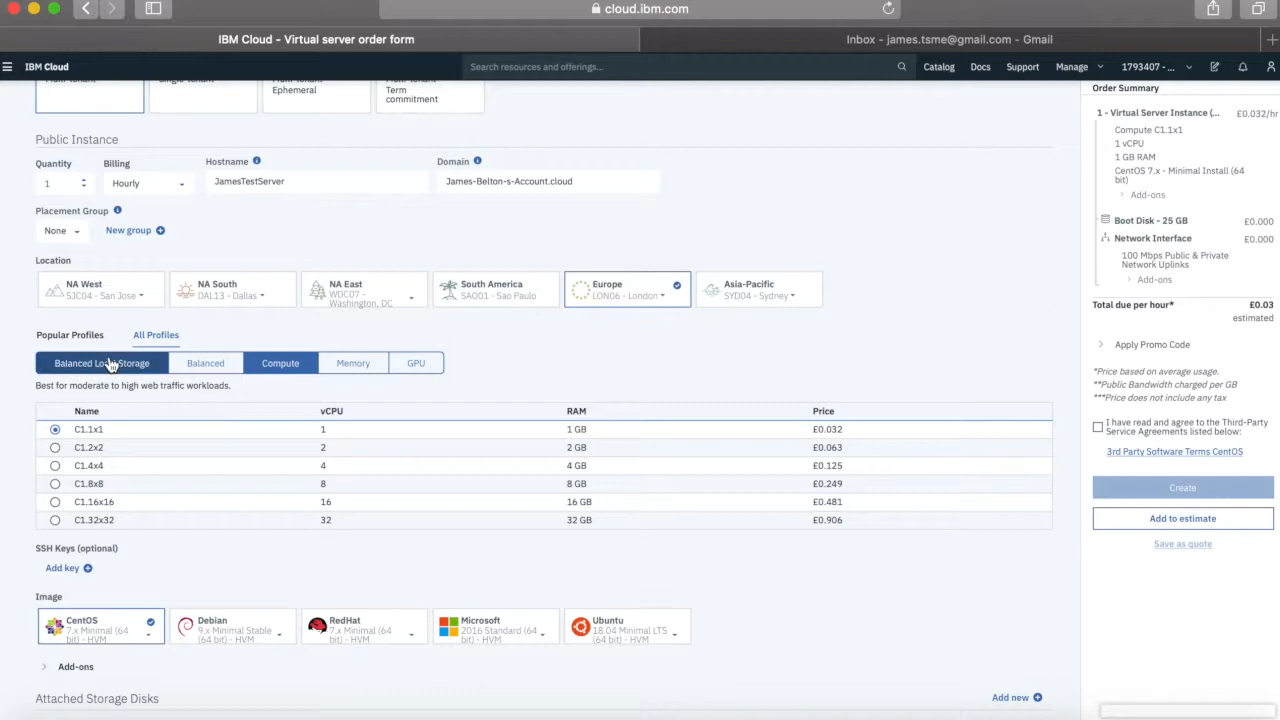 cloud.ibm.com
IBM Cloud - Virtual server order form
Inbox - james.tsme@gmail.com - Gmail
IBM Cloud
Search resources and offerings...
Catalog
Docs
Support
Manage
1793407 - ...
Ephemeral
Term
commitment
Public Instance
Quantity
Billing
Hostname
Domain
1
Hourly
JamesTestServer
James-Belton-s-Account.cloud
Placement Group
None
New group
Location
NA West
SJC04 - San Jose
NA South
DAL13 - Dallas
NA East
WDC07 -
Washington, DC
South America
SAO01 - Sao Paulo
Europe
LON06 - London
Asia-Pacific
SYD04 - Sydney
Popular Profiles
All Profiles
Balanced Local Storage
Balanced
Compute
Memory
GPU
Best for moderate to high web traffic workloads.
Name vCPU RAM Price
C1.1x1 1 1 GB £0.032
C1.2x2 2 2 GB £0.063
C1.4x4 4 4 GB £0.125
C1.8x8 8 8 GB £0.249
C1.16x16 16 16 GB £0.481
C1.32x32 32 32 GB £0.906
SSH Keys (optional)
Add key
Image
CentOS
7.x Minimal (64
bit) - HVM
Debian
9.x Minimal Stable
(64 bit) - HVM
RedHat
7.x Minimal (64
bit) - HVM
Microsoft
2016 Standard (64
bit) - HVM
Ubuntu
18.04 Minimal LTS
(64 bit) - HVM
Add-ons
Attached Storage Disks
Add new
Order Summary
1 - Virtual Server Instance (... £0.032/hr
Compute C1.1x1
1 vCPU
1 GB RAM
CentOS 7.x - Minimal Install (64
bit)
Add-ons
Boot Disk - 25 GB £0.000
Network Interface £0.000
100 Mbps Public & Private
Network Uplinks
Add-ons
Total due per hour* £0.03
estimated
Apply Promo Code
*Price based on average usage.
**Public Bandwidth charged per GB
***Price does not include any tax
I have read and agree to the Third-Party
Service Agreements listed below:
3rd Party Software Terms CentOS
Create
Add to estimate
Save as quote